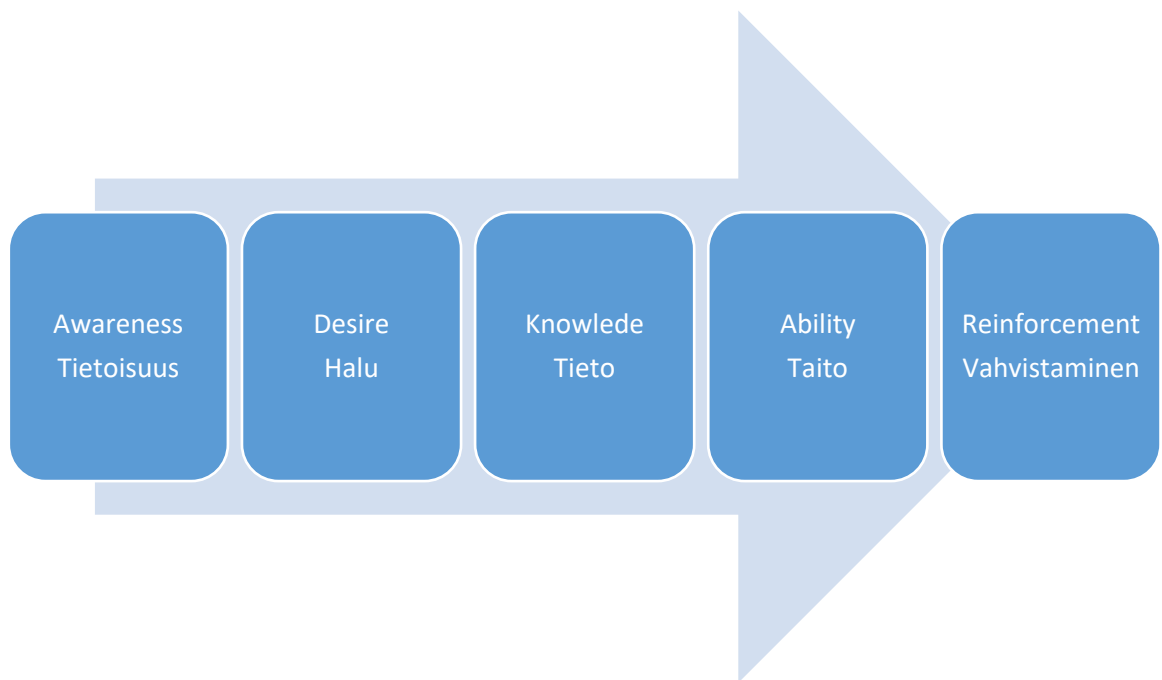 Awareness
Tietoisuus
Desire
Halu
Knowlede
Tieto
Ability
Taito
Reinforcement
Vahvistaminen